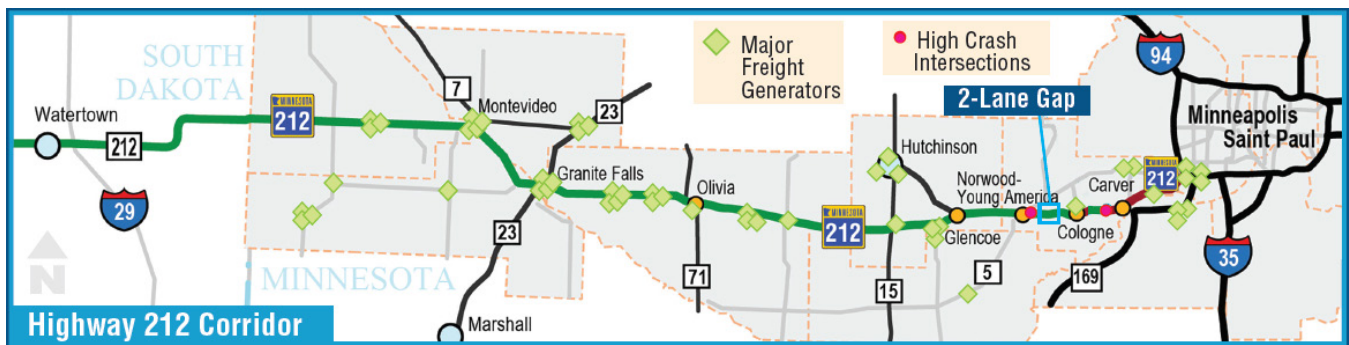 SOUTH
DAKOTA
Watertown
212
29
MINNESOTA
212
7
Montevideo
23
Granite Falls
23
Marshall
MINNESOTA
Olivia
71
Major
Freight
Generators
High Crash
Intersections
2-Lane Gap
Hutchinson
MINNESOTA
212
15
Glencoe
Norwood-
Young America
5
Cologne
Carver
MINNESOTA
212
169
94
Minneapolis
Saint Paul
35
N
Highway 212 Corridor